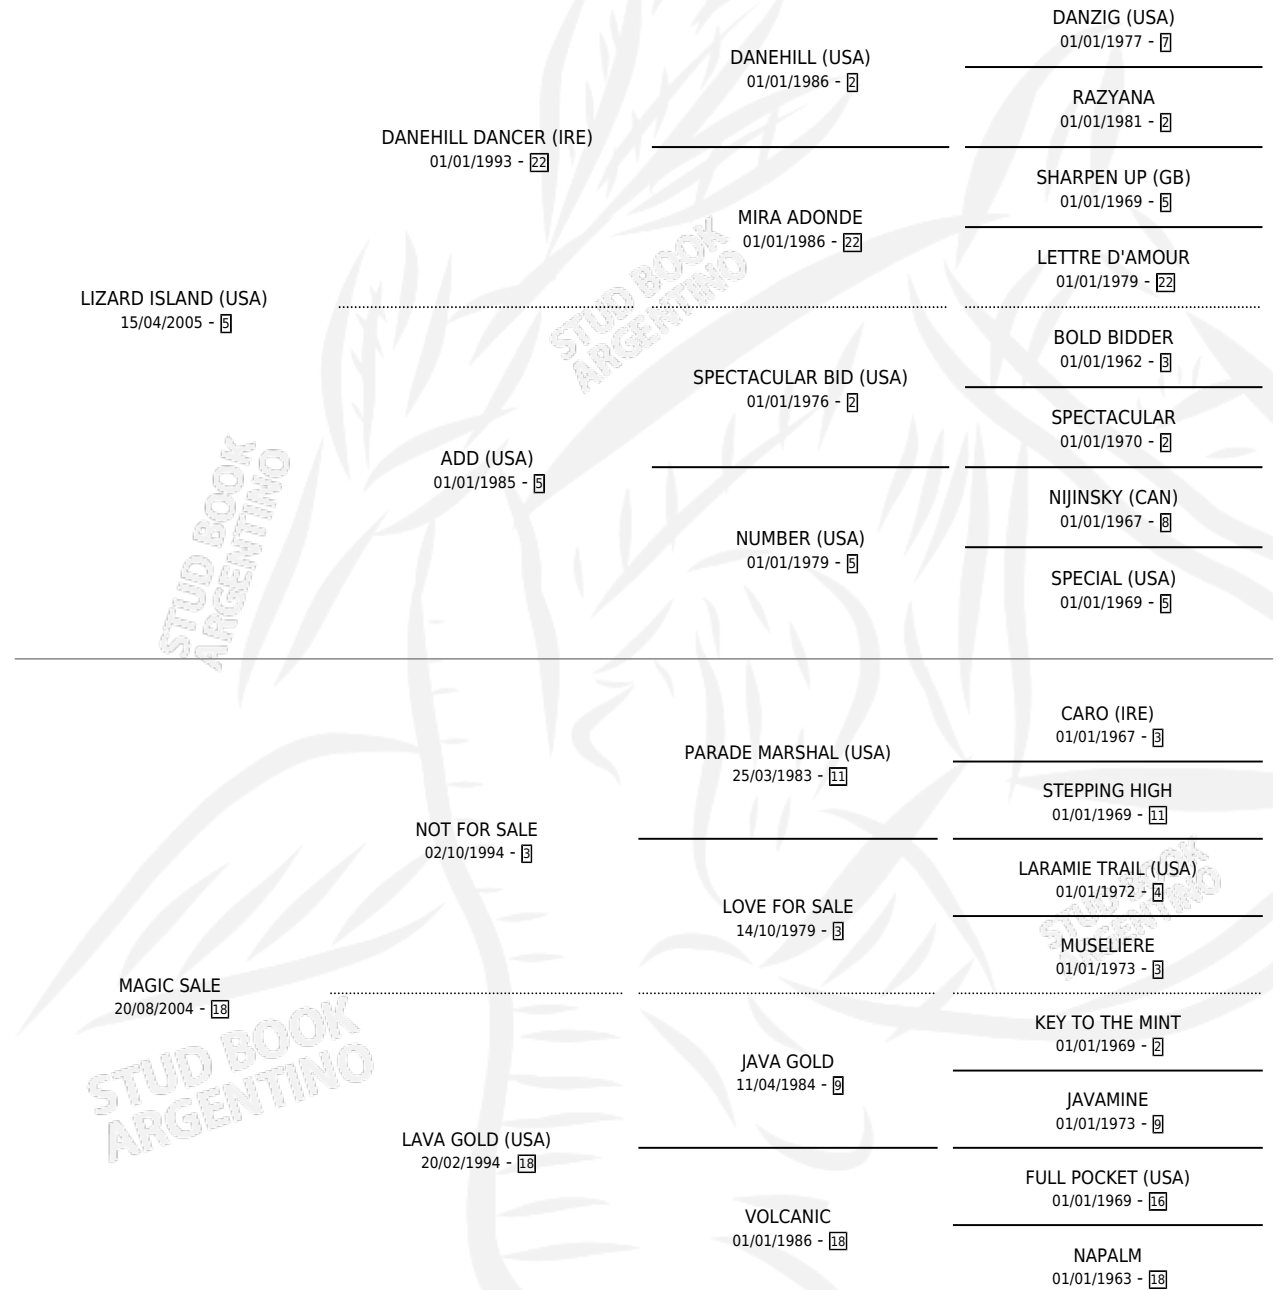 DANZIG (USA)
01/01/1977 - 7
DANEHILL (USA)
01/01/1986 - 2
RAZYANA
01/01/1981 - 2
DANEHILL DANCER (IRE)
01/01/1993 - 22
SHARPEN UP (GB)
01/01/1969 - 5
MIRA ADONDE
01/01/1986 - 22
LETTRE D'AMOUR
01/01/1979 - 22
LIZARD ISLAND (USA)
15/04/2005 - 5
STUD BOOK
ARGENTINO
BOLD BIDDER
01/01/1962 - 3
SPECTACULAR BID (USA)
01/01/1976 - 2
SPECTACULAR
01/01/1970 - 2
ADD (USA)
01/01/1985 - 5
STUD BOOK
ARGENTINO
NIJINSKY (CAN)
01/01/1967 - 8
NUMBER (USA)
01/01/1979 - 5
SPECIAL (USA)
01/01/1969 - 5
CARO (IRE)
01/01/1967 - 3
PARADE MARSHAL (USA)
25/03/1983 - 11
STEPPING HIGH
01/01/1969 - 11
NOT FOR SALE
02/10/1994 - 3
LARAMIE TRAIL (USA)
01/01/1972 - 4
STUD BOOK
ARGENTINO
LOVE FOR SALE
14/10/1979 - 3
MUSELIERE
01/01/1973 - 3
MAGIC SALE
20/08/2004 - 18
STUD BOOK
ARGENTINO
KEY TO THE MINT
01/01/1969 - 2
JAVA GOLD
11/04/1984 - 9
JAVAMINE
01/01/1973 - 9
LAVA GOLD (USA)
20/02/1994 - 18
FULL POCKET (USA)
01/01/1969 - 16
VOLCANIC
01/01/1986 - 18
NAPALM
01/01/1963 - 18